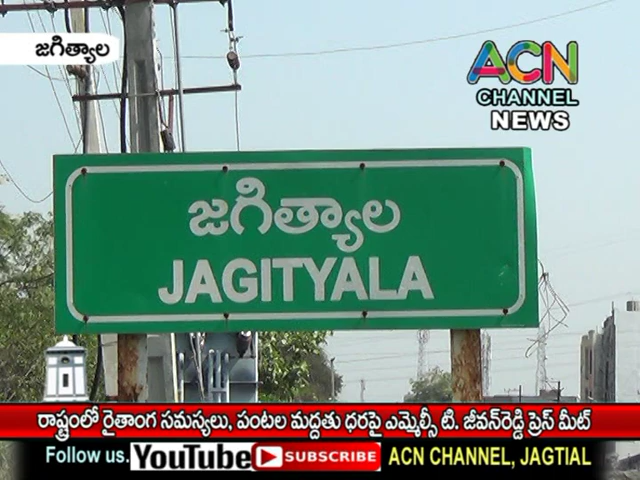 జగిత్యాల
ACN
CHANNEL
NEWS
జగిత్యాల
JAGITYALA
రాష్ట్రంలో రైతాంగ సమస్యలు, పంటల మద్దతు ధరపై ఎమ్మెల్సీ టి. జీవన్‌రెడ్డి ప్రెస్ మీట్
Follow us. YouTube SUBSCRIBE ACN CHANNEL, JAGTIAL